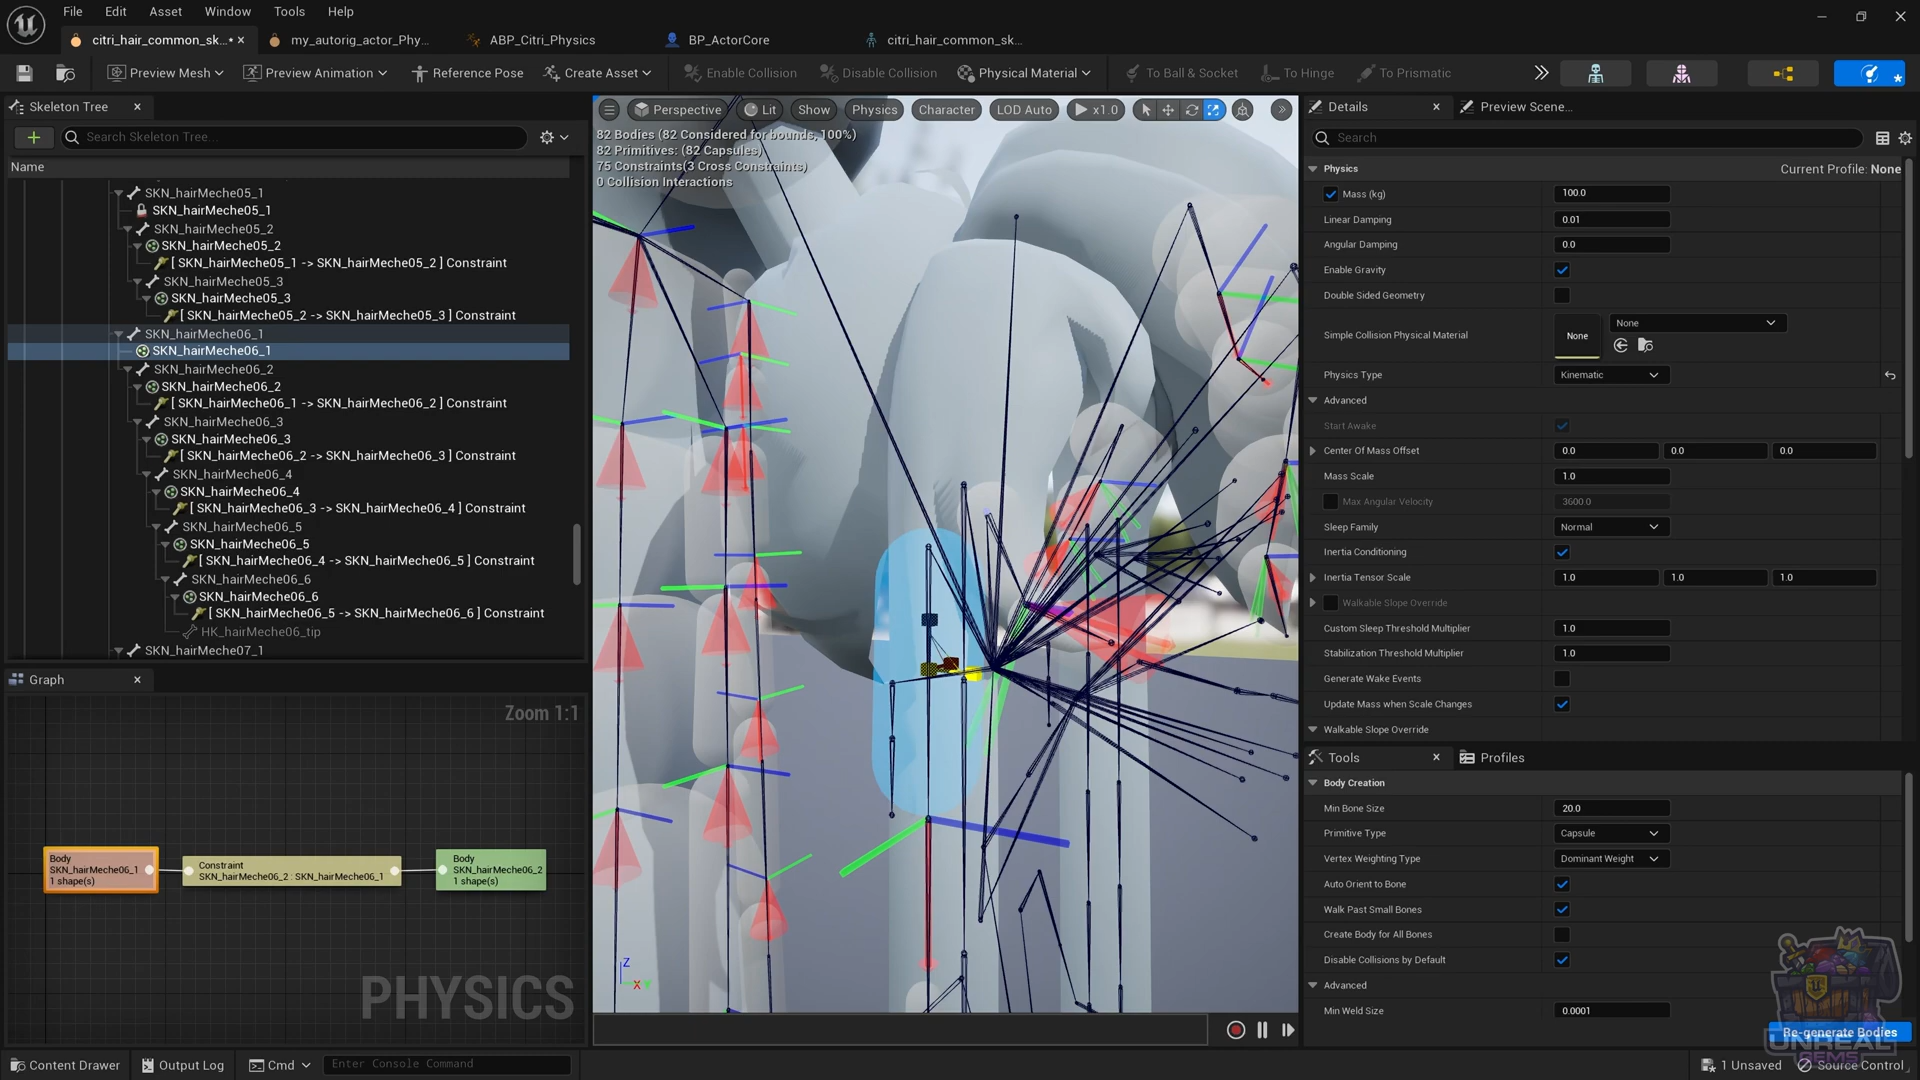 File Edit Asset Window Tools Help
citri_hair_common_sk...• my_autorig_actor_Phy... ABP_Citri_Physics BP_ActorCore citri_hair_common_sk...
Preview Mesh Preview Animation Reference Pose Create Asset Enable Collision Disable Collision Physical Material To Ball & Socket To Hinge To Prismatic
Skeleton Tree
Search Skeleton Tree...
Name
SKN_hairMeche05_1
SKN_hairMeche05_1
SKN_hairMeche05_2
SKN_hairMeche05_2
[ SKN_hairMeche05_1 -> SKN_hairMeche05_2 ] Constraint
SKN_hairMeche05_3
SKN_hairMeche05_3
[ SKN_hairMeche05_2 -> SKN_hairMeche05_3 ] Constraint
SKN_hairMeche06_1
SKN_hairMeche06_1
SKN_hairMeche06_2
SKN_hairMeche06_2
[ SKN_hairMeche06_1 -> SKN_hairMeche06_2 ] Constraint
SKN_hairMeche06_3
SKN_hairMeche06_3
[ SKN_hairMeche06_2 -> SKN_hairMeche06_3 ] Constraint
SKN_hairMeche06_4
SKN_hairMeche06_4
[ SKN_hairMeche06_3 -> SKN_hairMeche06_4 ] Constraint
SKN_hairMeche06_5
SKN_hairMeche06_5
[ SKN_hairMeche06_4 -> SKN_hairMeche06_5 ] Constraint
SKN_hairMeche06_6
SKN_hairMeche06_6
[ SKN_hairMeche06_5 -> SKN_hairMeche06_6 ] Constraint
HK_hairMeche06_tip
SKN_hairMeche07_1
Graph
Zoom 1:1
Body
SKN_hairMeche06_1
1 shape(s)
Constraint
SKN_hairMeche06_2 : SKN_hairMeche06_1
Body
SKN_hairMeche06_2
1 shape(s)
PHYSICS
Perspective Lit Show Physics Character LOD Auto x1.0
82 Bodies (82 Considered for bounds, 100%)
82 Primitives: (82 Capsules)
75 Constraints(3 Cross Constraints)
0 Collision Interactions
Z
X Y
Details Preview Scene...
Search
Physics Current Profile: None
Mass (kg) 100.0
Linear Damping 0.01
Angular Damping 0.0
Enable Gravity
Double Sided Geometry
Simple Collision Physical Material None None
Physics Type Kinematic
Advanced
Start Awake
Center Of Mass Offset 0.0 0.0 0.0
Mass Scale 1.0
Max Angular Velocity 3600.0
Sleep Family Normal
Inertia Conditioning
Inertia Tensor Scale 1.0 1.0 1.0
Walkable Slope Override
Custom Sleep Threshold Multiplier 1.0
Stabilization Threshold Multiplier 1.0
Generate Wake Events
Update Mass when Scale Changes
Walkable Slope Override
Tools Profiles
Body Creation
Min Bone Size 20.0
Primitive Type Capsule
Vertex Weighting Type Dominant Weight
Auto Orient to Bone
Walk Past Small Bones
Create Body for All Bones
Disable Collisions by Default
Advanced
Min Weld Size 0.0001
Re-generate Bodies
UNREAL
GEMS
Content Drawer Output Log Cmd Enter Console Command 1 Unsaved Source Control